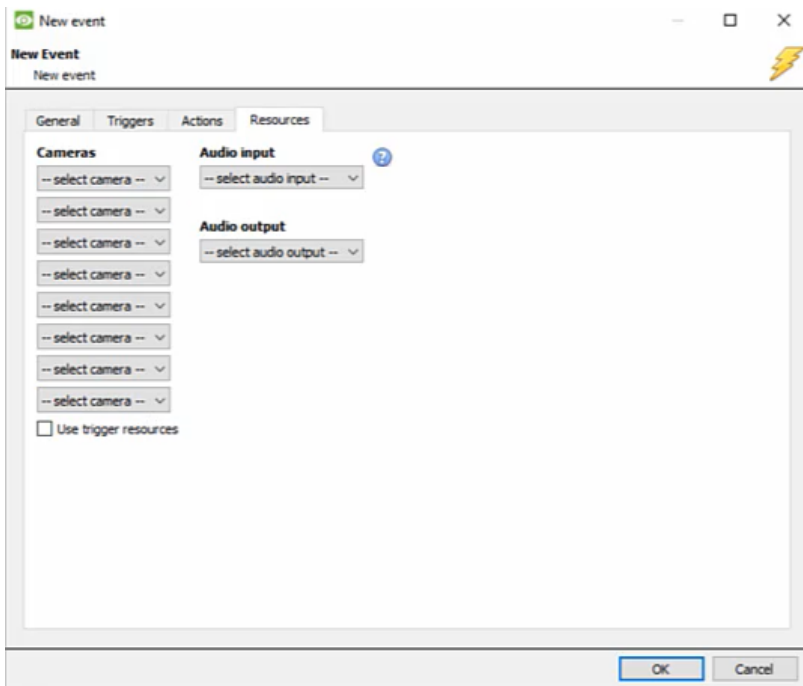 New event
New Event
New event
General Triggers Actions Resources
Cameras Audio input
-- select camera -- -- select audio input --
-- select camera --
Audio output
-- select camera -- -- select audio output --
-- select camera --
-- select camera --
-- select camera --
-- select camera --
-- select camera --
Use trigger resources
OK Cancel